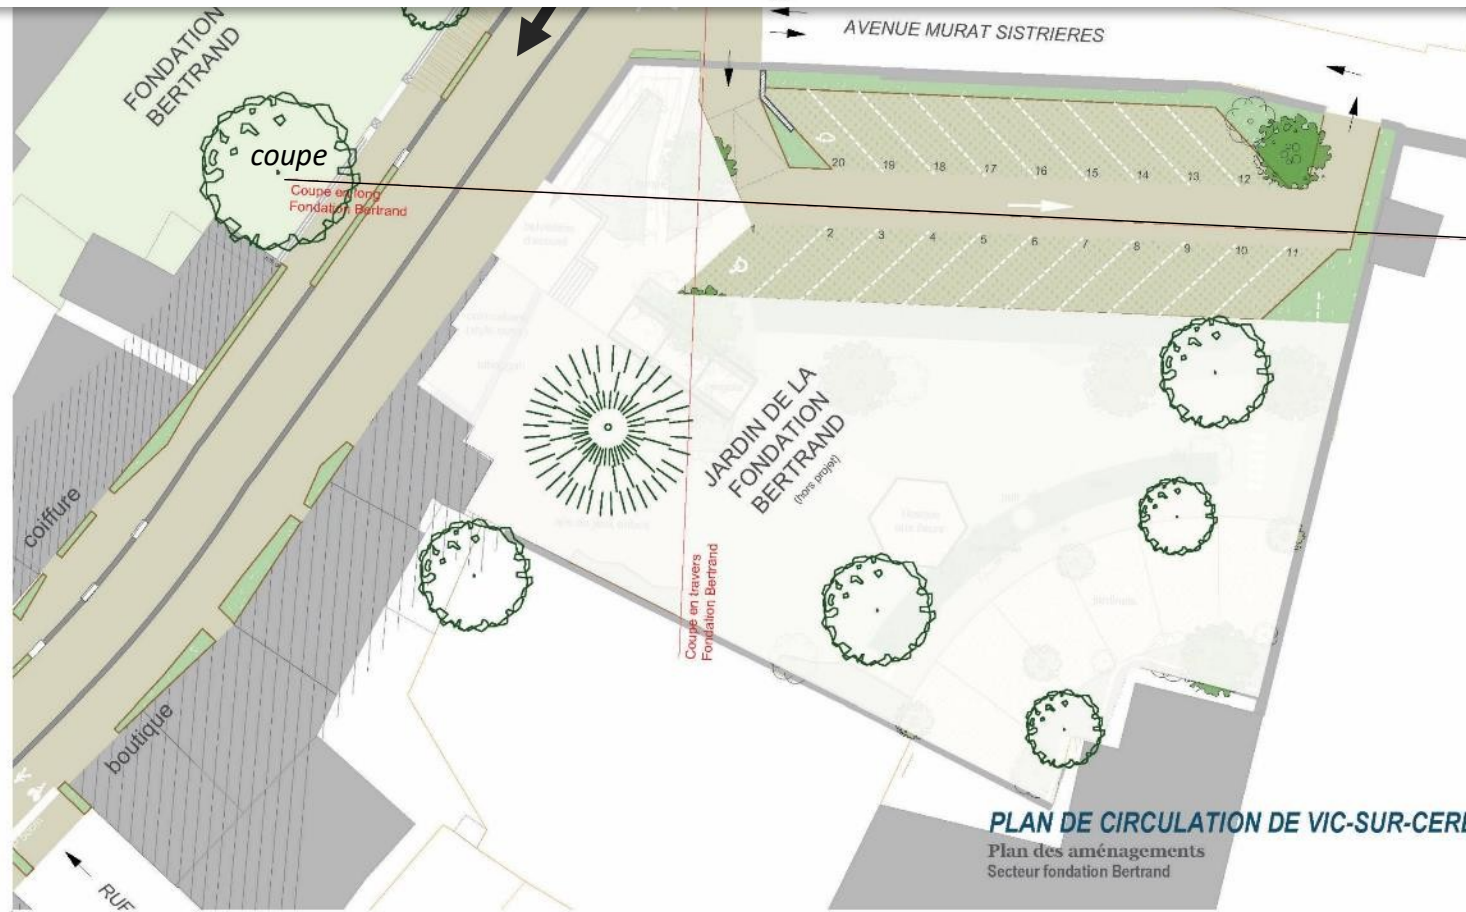 AVENUE MURAT SISTRIERES
FONDATION
BERTRAND
coupe
Coupe en long
Fondation Bertrand
20
19
18
17
16
15
14
13
12
1
2
3
4
5
6
7
8
9
10
11
JARDIN DE LA
FONDATION
BERTRAND
(hors projet)
coiffure
Coupe en travers
Fondation Bertrand
boutique
PLAN DE CIRCULATION DE VIC-SUR-CERE
Plan des aménagements
Secteur fondation Bertrand
RUE